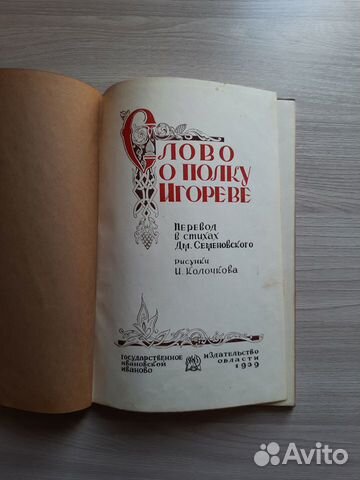 Слово
о полку
Игореве
Перевод
в стихах
Дм. Семеновского
рисунки
И. Колочкова
Государственное издательство
Ивановской области
Иваново 1939
Avito